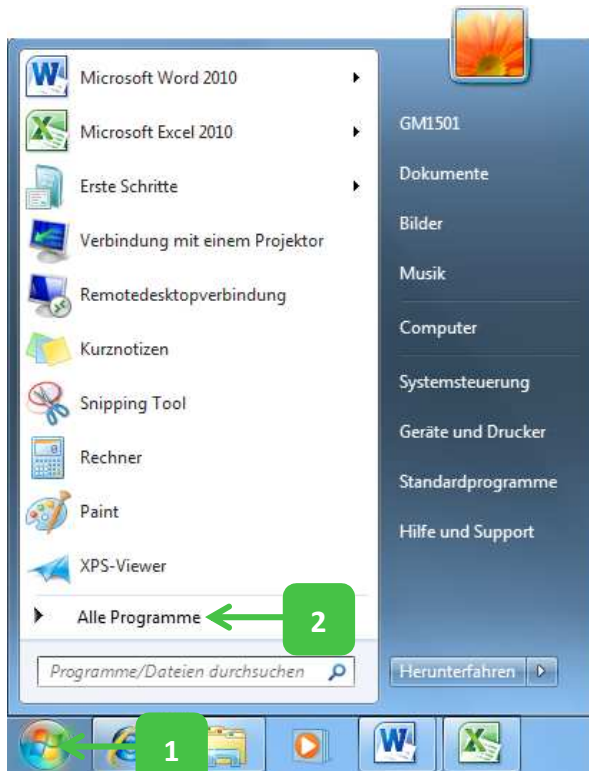 Microsoft Word 2010
Microsoft Excel 2010
Erste Schritte
Verbindung mit einem Projektor
Remotedesktopverbindung
Kurznotizen
Snipping Tool
Rechner
Paint
XPS-Viewer
Alle Programme
2
Programme/Dateien durchsuchen
GM1501
Dokumente
Bilder
Musik
Computer
Systemsteuerung
Geräte und Drucker
Standardprogramme
Hilfe und Support
Herunterfahren
1